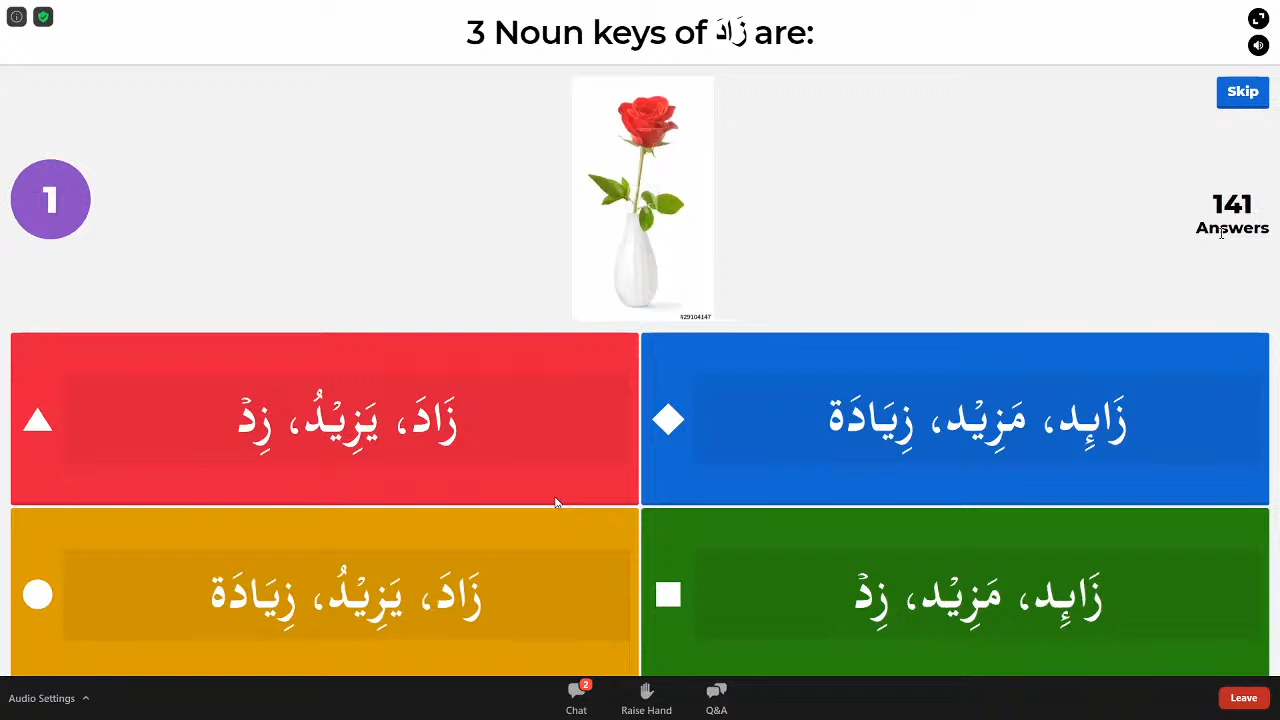 3 Noun keys of زَادَ are:
Skip
1
141
Answers
#29104147
زَادَ، يَزِيْدُ، زِدْ
زَائِد، مَزِيْد، زِيَادَة
زَادَ، يَزِيْدُ، زِيَادَة
زَائِد، مَزِيْد، زِدْ
Audio Settings
2
Chat
Raise Hand
Q&A
Leave